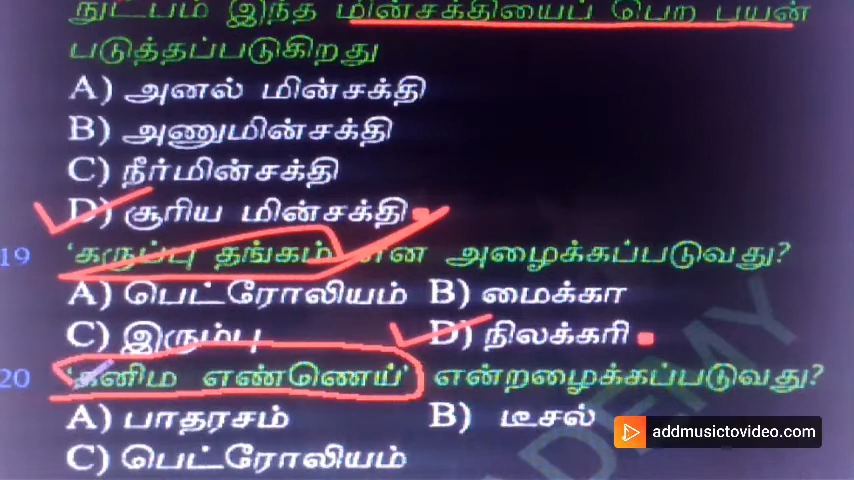 நுட்பம் இந்த மின்சக்தியைப் பெற பயன்
படுத்தப்படுகிறது
A) அனல் மின்சக்தி
B) அணுமின்சக்தி
C) நீர்மின்சக்தி
D) சூரிய மின்சக்தி
19 'கருப்பு தங்கம் என அழைக்கப்படுவது?
A) பெட்ரோலியம் B) மைக்கா
C) இரும்பு D) நிலக்கரி
20 'கனிம எண்ணெய்' என்றழைக்கப்படுவது?
A) பாதரசம் B) டீசல்
addmusictovideo.com
C) பெட்ரோலியம்